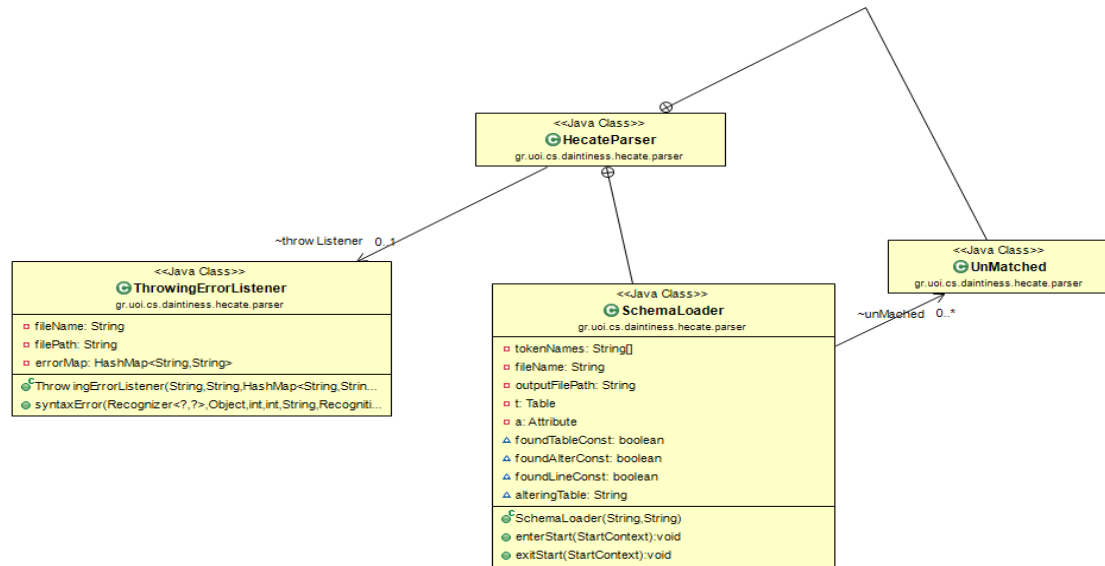 <<Java Class>>
HecateParser
gr.uoi.cs.daintiness.hecate.parser
~throw Listener 0..1
<<Java Class>>
ThrowingErrorListener
gr.uoi.cs.daintiness.hecate.parser
fileName: String
filePath: String
errorMap: HashMap<String,String>
ThrowingErrorListener(String,String,HashMap<String,Strin...
syntaxError(Recognizer<?,?>,Object,int,int,String,Recogniti...
<<Java Class>>
SchemaLoader
gr.uoi.cs.daintiness.hecate.parser
tokenNames: String[]
fileName: String
outputFilePath: String
t: Table
a: Attribute
foundTableConst: boolean
foundAlterConst: boolean
foundLineConst: boolean
alteringTable: String
SchemaLoader(String,String)
enterStart(StartContext):void
exitStart(StartContext):void
~unMached 0..*
<<Java Class>>
UnMatched
gr.uoi.cs.daintiness.hecate.parser